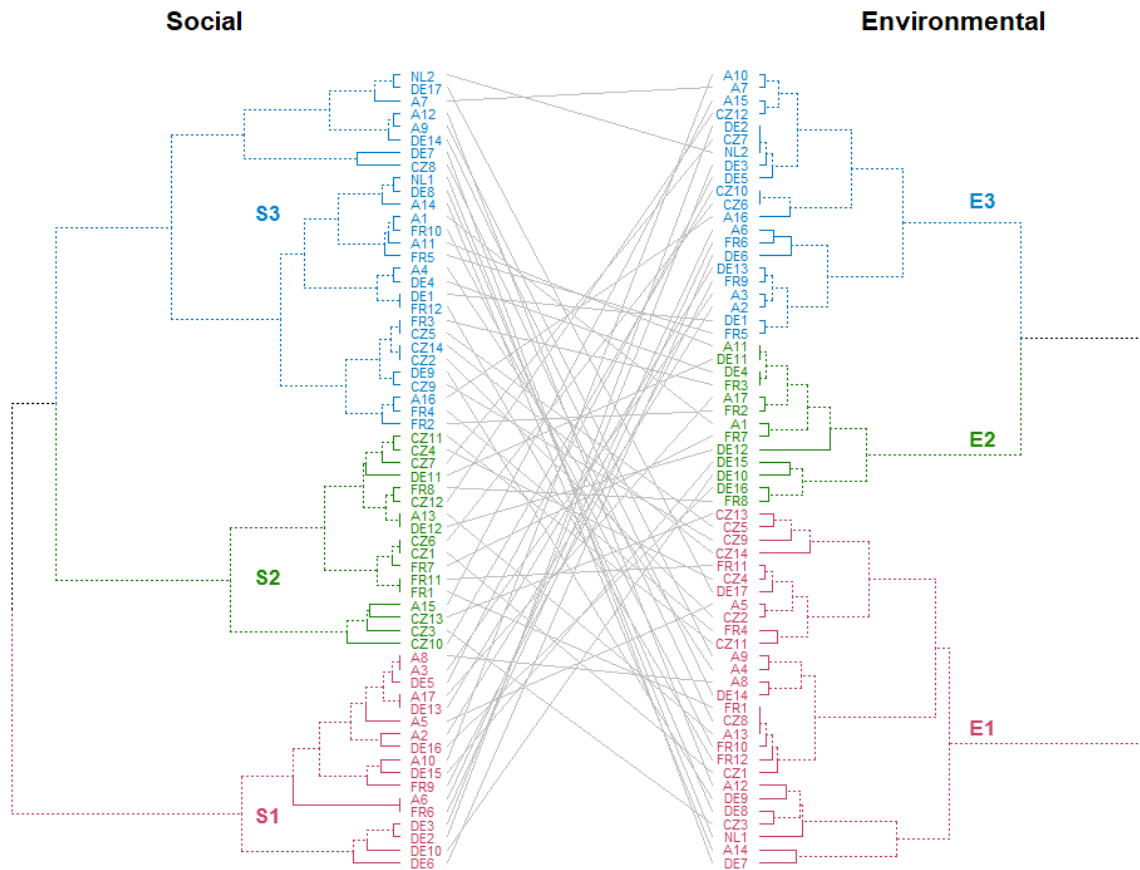 Social
Environmental
NL2
DE17
A7
A12
A9
DE14
DE7
CZ8
NL1
DE8
A14
A1
FR10
A11
FR5
A4
DE4
DE1
FR12
FR3
CZ5
CZ14
CZ2
DE9
CZ9
A16
FR4
FR2
CZ11
CZ4
CZ7
DE11
FR8
CZ12
A13
DE12
CZ6
CZ1
FR7
FR11
FR1
A15
CZ13
CZ3
CZ10
A8
A3
DE5
A17
DE13
A5
A2
DE16
A10
DE15
FR9
A6
FR6
DE3
DE2
DE10
DE6
S3
S2
S1
A10
A7
A15
CZ12
DE2
CZ7
NL2
DE3
DE5
CZ10
CZ6
A16
A6
FR6
DE6
DE13
FR9
A3
A2
DE1
FR5
A11
DE11
DE4
FR3
A17
FR2
A1
FR7
DE12
DE15
DE10
DE16
FR8
CZ13
CZ5
CZ9
CZ14
FR11
CZ4
DE17
A5
CZ2
FR4
CZ11
A9
A4
A8
DE14
FR1
CZ8
A13
FR10
FR12
CZ1
A12
DE9
DE8
CZ3
NL1
A14
DE7
E3
E2
E1